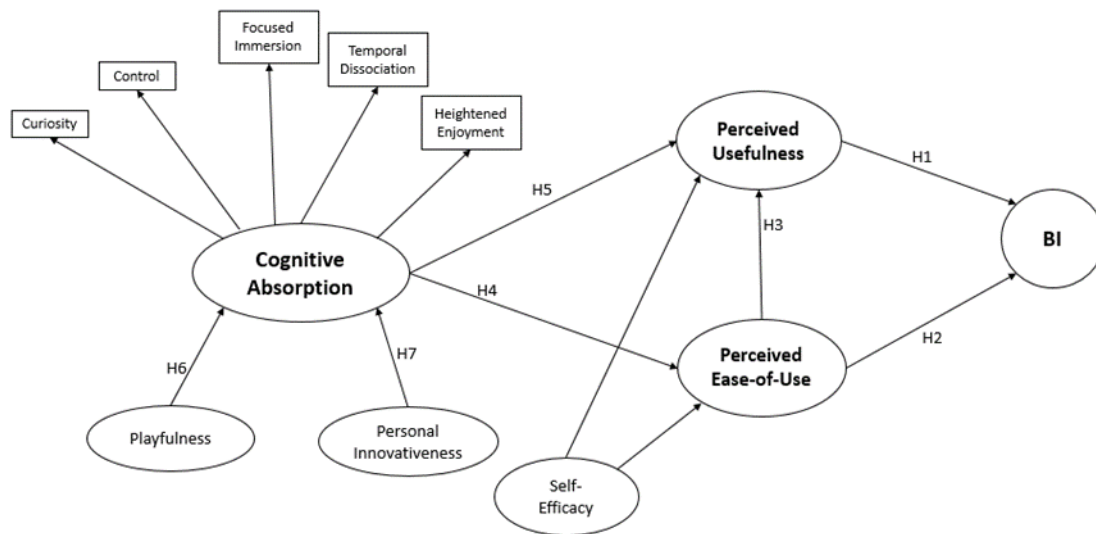 Focused
Immersion
Temporal
Dissociation
Control
Heightened
Enjoyment
Curiosity
Perceived
Usefulness
H1
H5
H3
BI
Cognitive
Absorption
H4
H2
Perceived
Ease-of-Use
H6
H7
Playfulness
Personal
Innovativeness
Self-
Efficacy